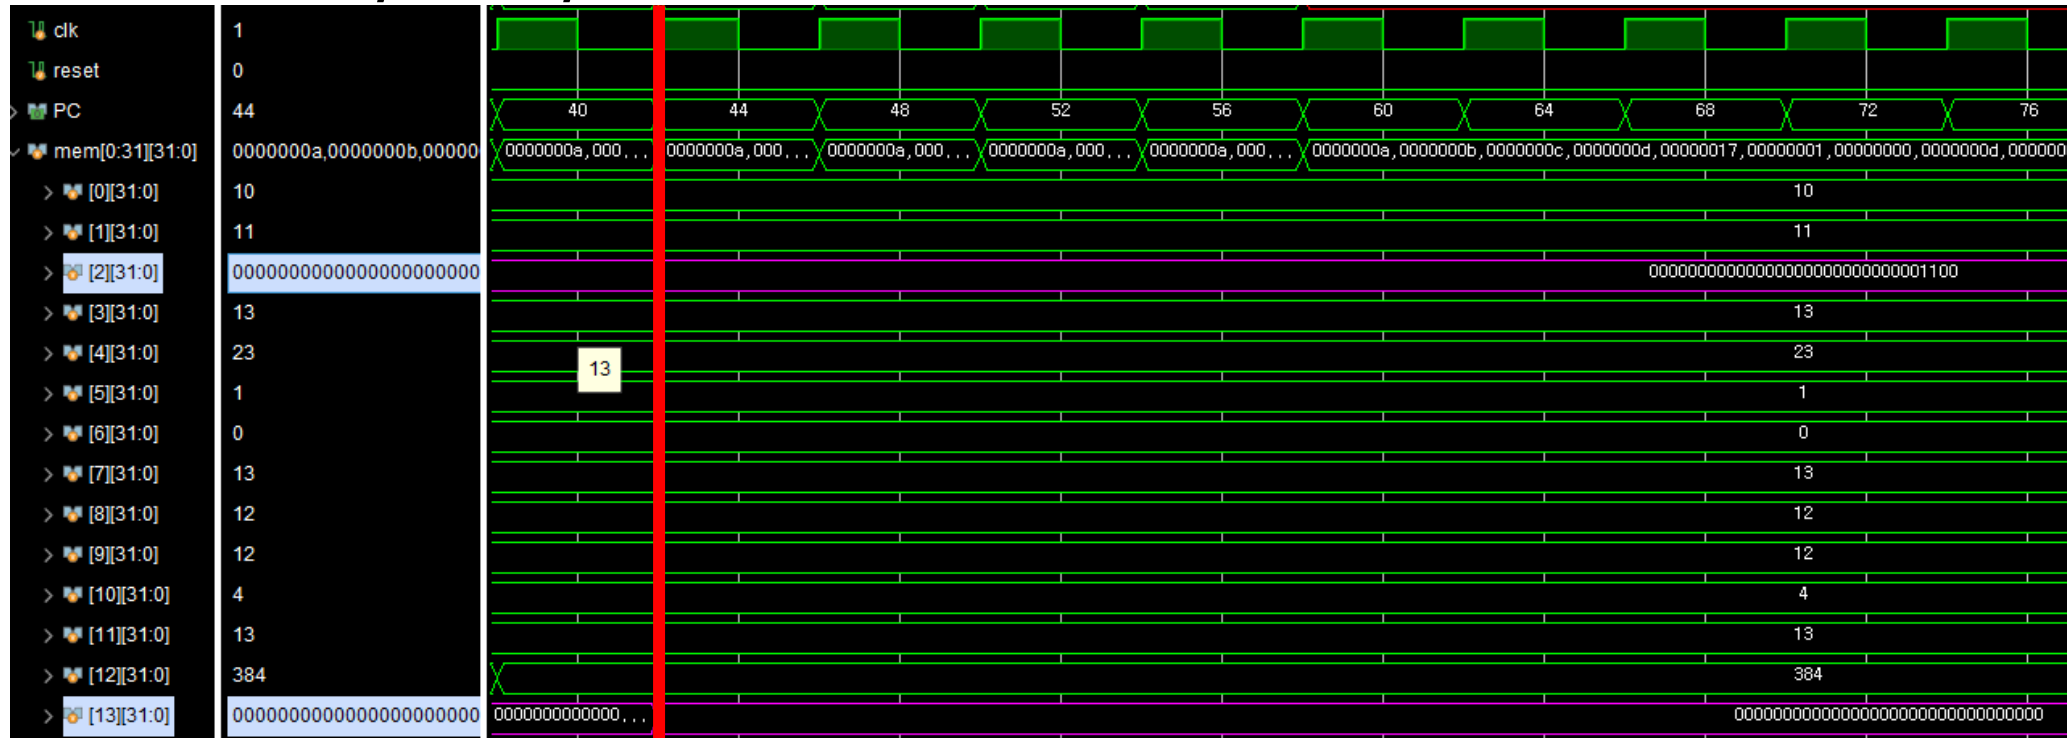 clk 1
reset 0
PC 44 40 44 48 52 56 60 64 68 72 76
mem[0:31][31:0] 0000000a,0000000b,00000 0000000a,000... 0000000a,000... 0000000a,000... 0000000a,000... 0000000a,000... 0000000a,0000000b,0000000c,0000000d,00000017,00000001,00000000,0000000d,000000
[0][31:0] 10 10
[1][31:0] 11 11
[2][31:0] 0000000000000000000000 00000000000000000000000000001100
[3][31:0] 13 13
[4][31:0] 23 23
13
[5][31:0] 1 1
[6][31:0] 0 0
[7][31:0] 13 13
[8][31:0] 12 12
[9][31:0] 12 12
[10][31:0] 4 4
[11][31:0] 13 13
[12][31:0] 384 384
[13][31:0] 0000000000000000000000 0000000000000... 00000000000000000000000000000000